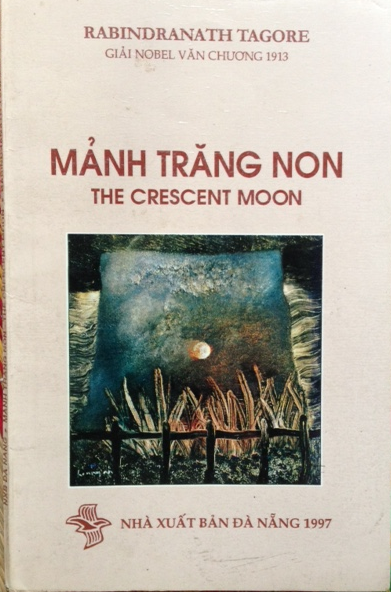 RABINDRANATH TAGORE
GIẢI NOBEL VĂN CHƯƠNG 1913
MẢNH TRĂNG NON
THE CRESCENT MOON
NHÀ XUẤT BẢN ĐÀ NẴNG 1997